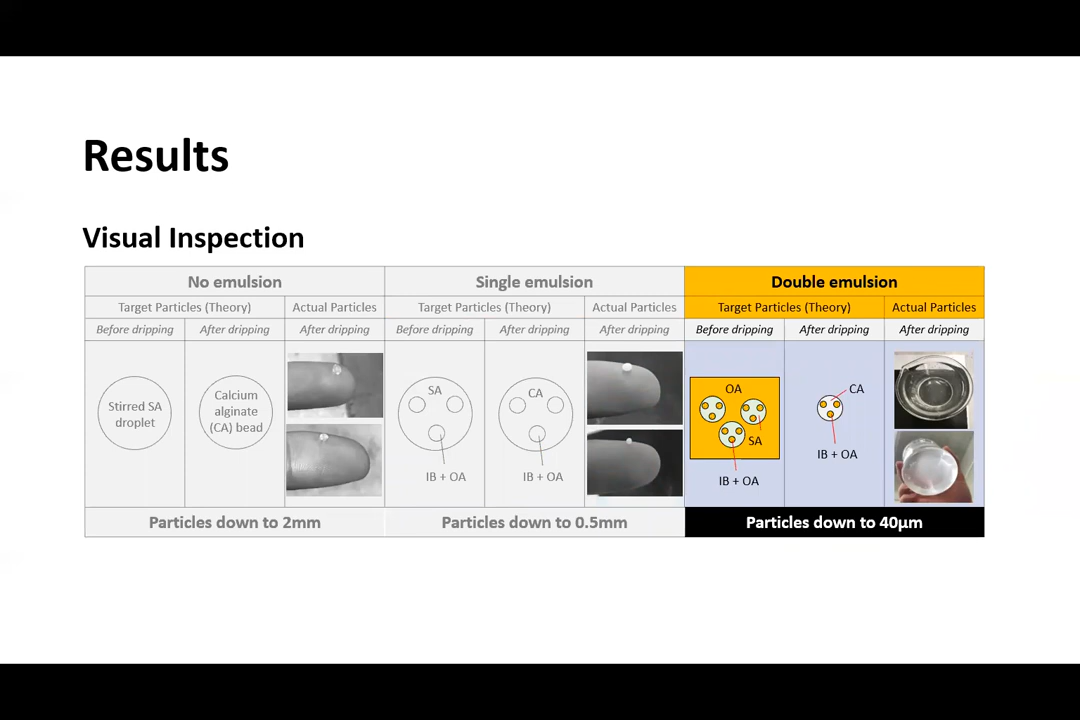 Results
Visual Inspection
No emulsion
Single emulsion
Double emulsion
Target Particles (Theory)
Actual Particles
Target Particles (Theory)
Actual Particles
Target Particles (Theory)
Actual Particles
Before dripping
After dripping
After dripping
Before dripping
After dripping
After dripping
Before dripping
After dripping
After dripping
Stirred SA
droplet
Calcium
alginate
(CA) bead
SA
IB + OA
CA
IB + OA
OA
SA
IB + OA
CA
IB + OA
Particles down to 2mm
Particles down to 0.5mm
Particles down to 40µm